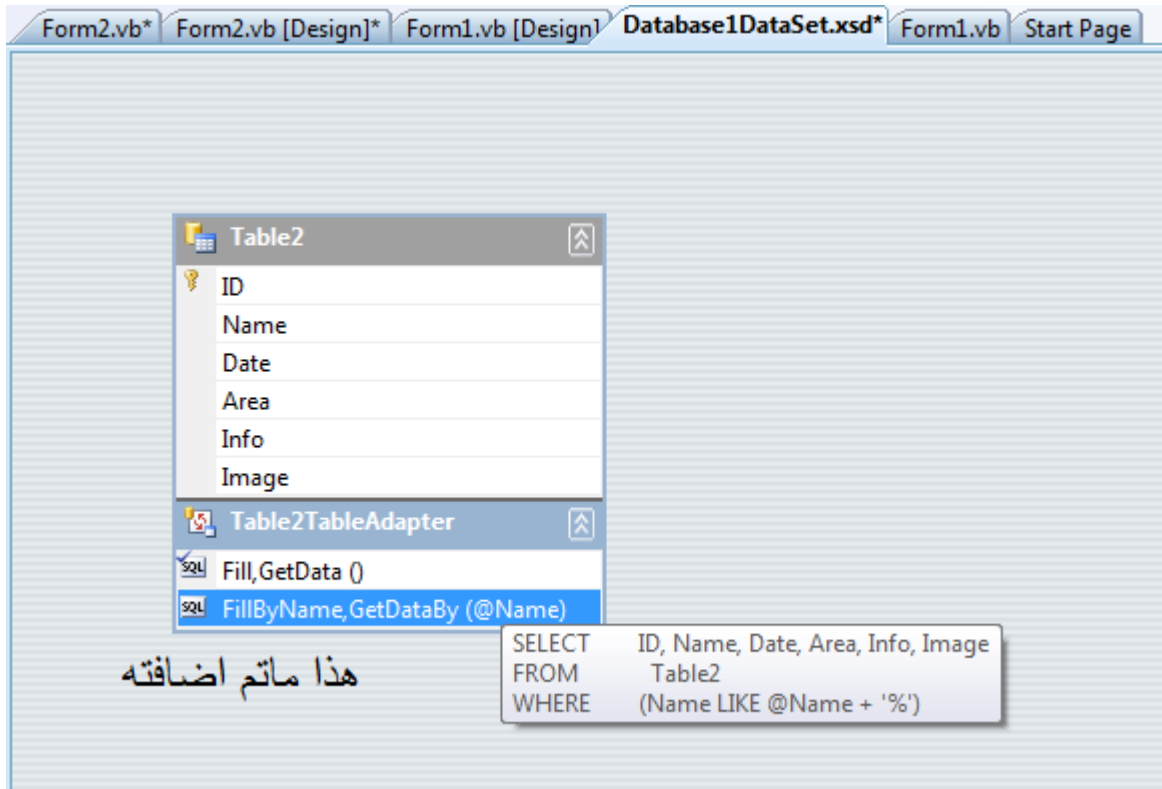 Form2.vb* Form2.vb [Design]* Form1.vb [Design] Database1DataSet.xsd* Form1.vb Start Page
Table2
ID
Name
Date
Area
Info
Image
Table2TableAdapter
SQL Fill,GetData ()
SQL FillByName,GetDataBy (@Name)
SELECT ID, Name, Date, Area, Info, Image
FROM Table2
WHERE (Name LIKE @Name + '%')
هذا ماتم اضافته